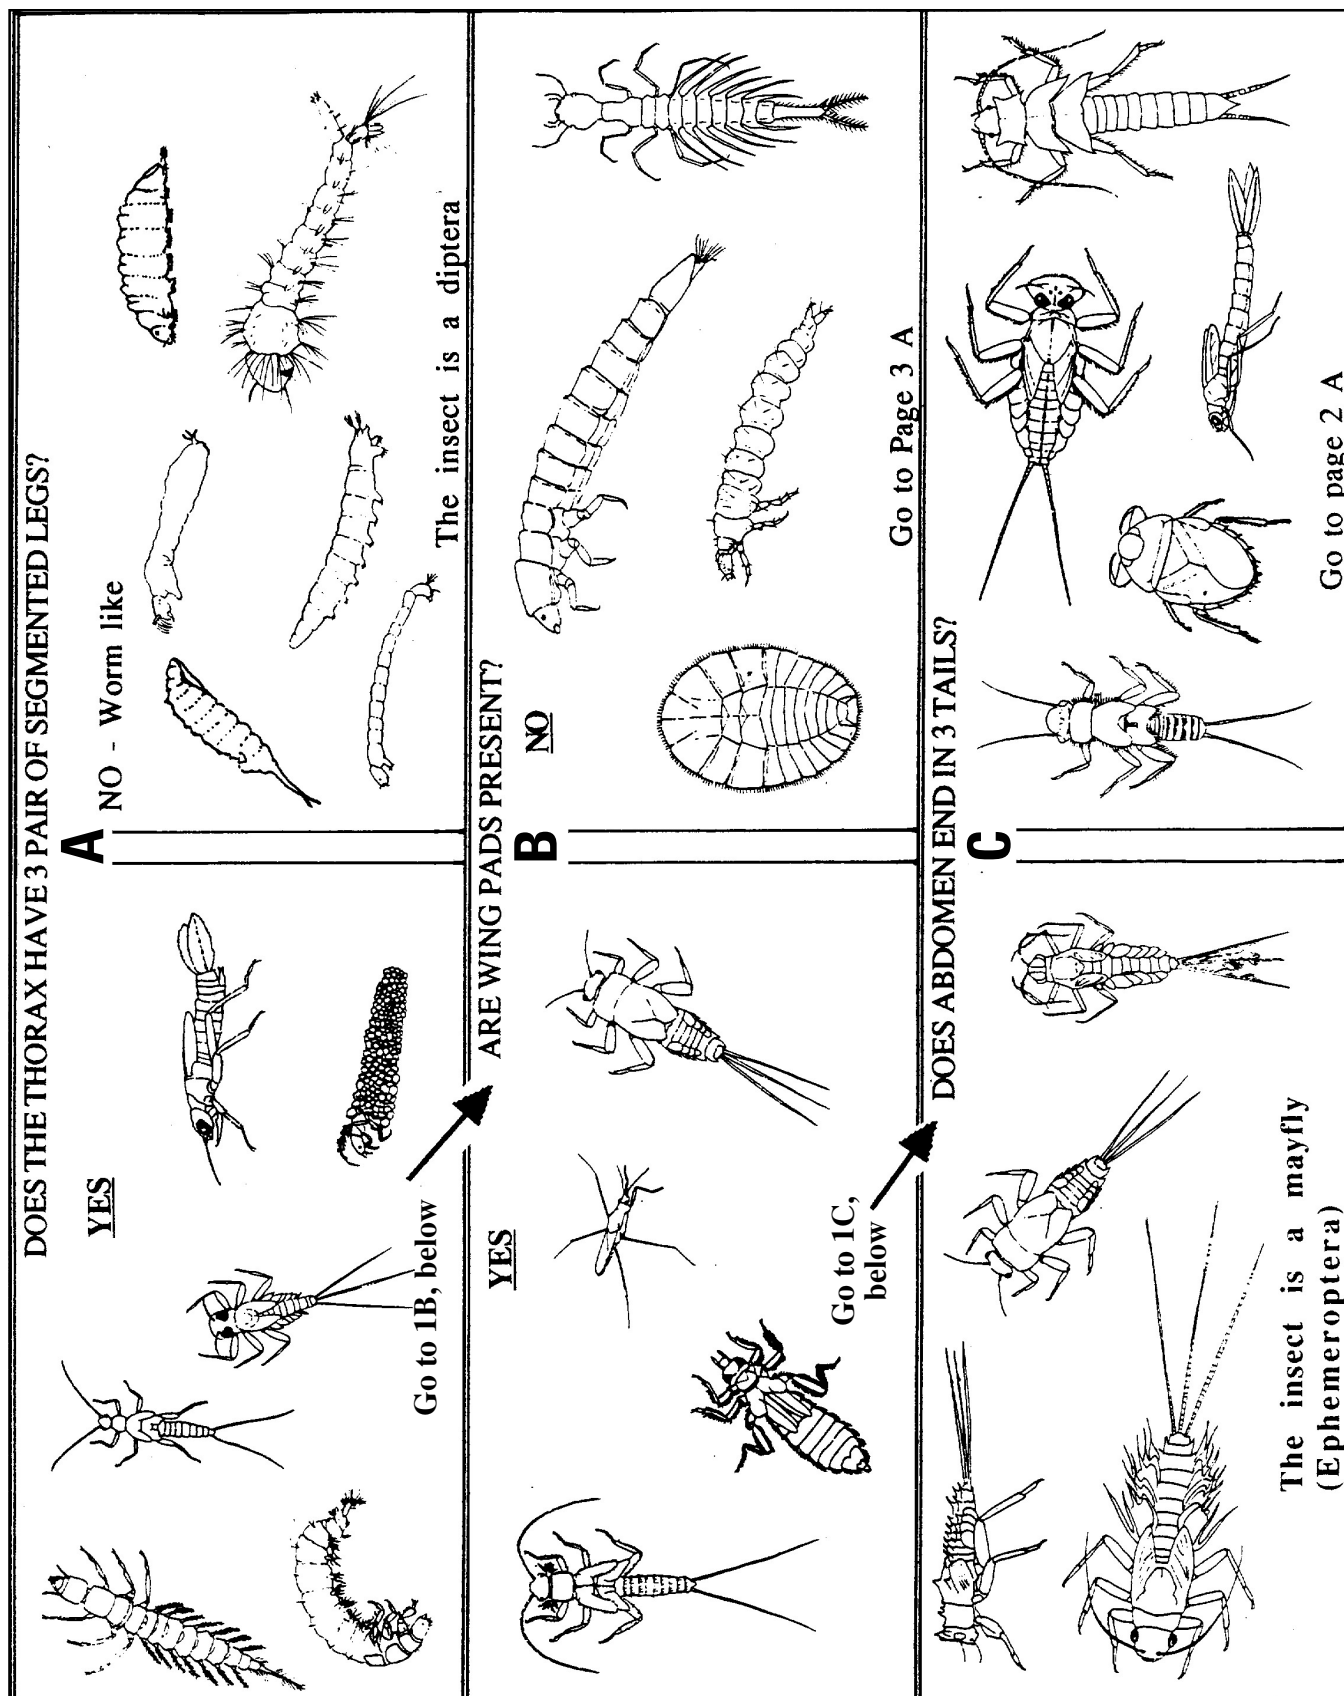 DOES THE THORAX HAVE 3 PAIR OF SEGMENTED LEGS?
YES
A
NO - Worm like
Go to 1B, below
The insect is a diptera
ARE WING PADS PRESENT?
YES
B
NO
Go to 1C,
below
Go to Page 3 A
DOES ABDOMEN END IN 3 TAILS?
C
The insect is a mayfly
(Ephemeroptera)
Go to page 2 A